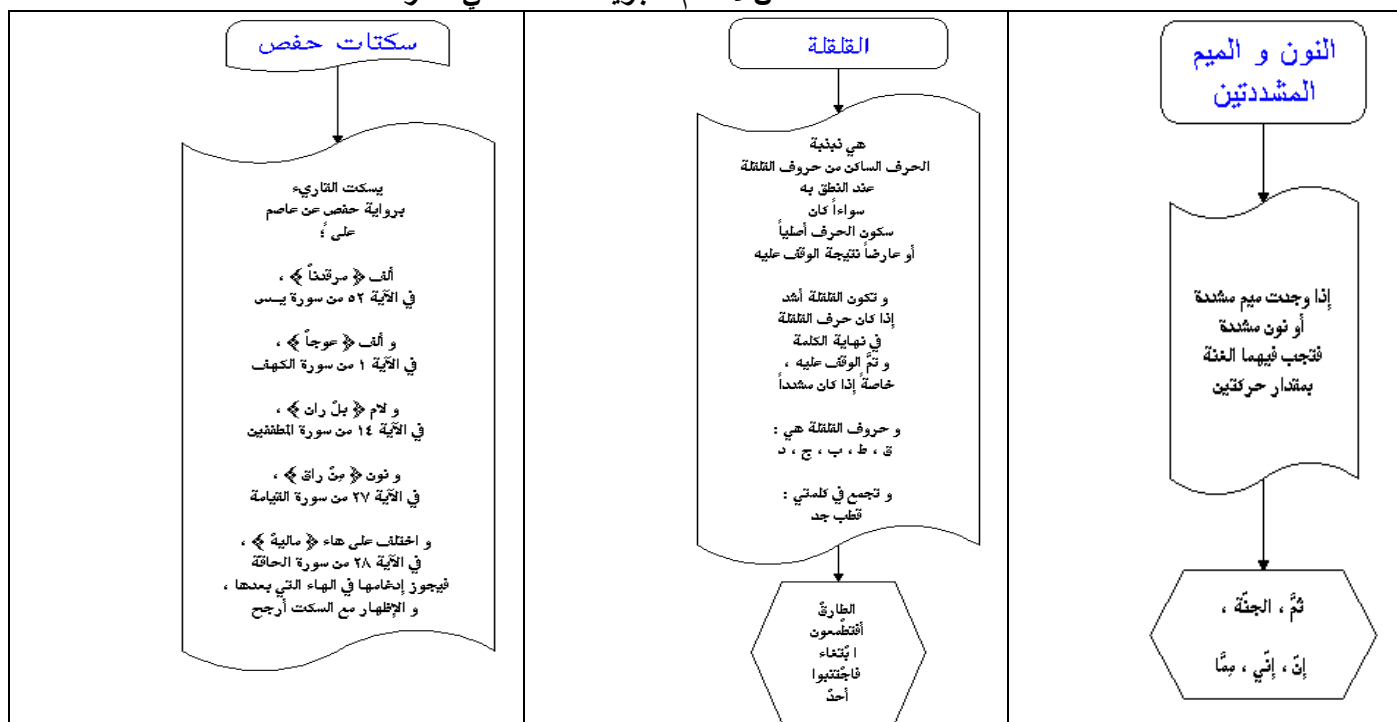 النون و الميم
المشددتين
إذا وجدت ميم مشددة
أو نون مشددة
فتجب فيهما الغنة
بمقدار حركتين
ثمَّ ، الجنّة ،
إنّ ، إنّي ، ممَّا
القلقلة
هي نبذبة
الحرف الساكن من حروف القلقلة
عند النطق به
سواءاً كان
سكون الحرف أصلياً
أو عارضاً نتيجة الوقف عليه
و تكون القلقلة أشد
إذا كان حرف القلقلة
في نهاية الكلمة
و تمَّ الوقف عليه ،
خاصةً إذا كان مشدداً
و حروف القلقلة هي :
ق ، ط ، ب ، ج ، د
و تجمع في كلمتي :
قطب جد
الطارقْ
أفتطْمعون
ابْتغاء
فاجْتنبوا
أحدْ
سكتات حفص
يسكت القاريء
برواية حفص عن عاصم
على :
ألف ﴿ مرقدناً ﴾ ،
في الآية ٥٢ من سورة يــس
و ألف ﴿ عوجاً ﴾ ،
في الآية ١ من سورة الكهف
و لام ﴿ بلْ ران ﴾ ،
في الآية ١٤ من سورة المطففين
و نون ﴿ منْ راق ﴾ ،
في الآية ٢٧ من سورة القيامة
و اختلف على هاء ﴿ ماليهْ ﴾ ،
في الآية ٢٨ من سورة الحاقة
فيجوز إدغامها في الهاء التي بعدها ،
و الإظهار مع السكت أرجح